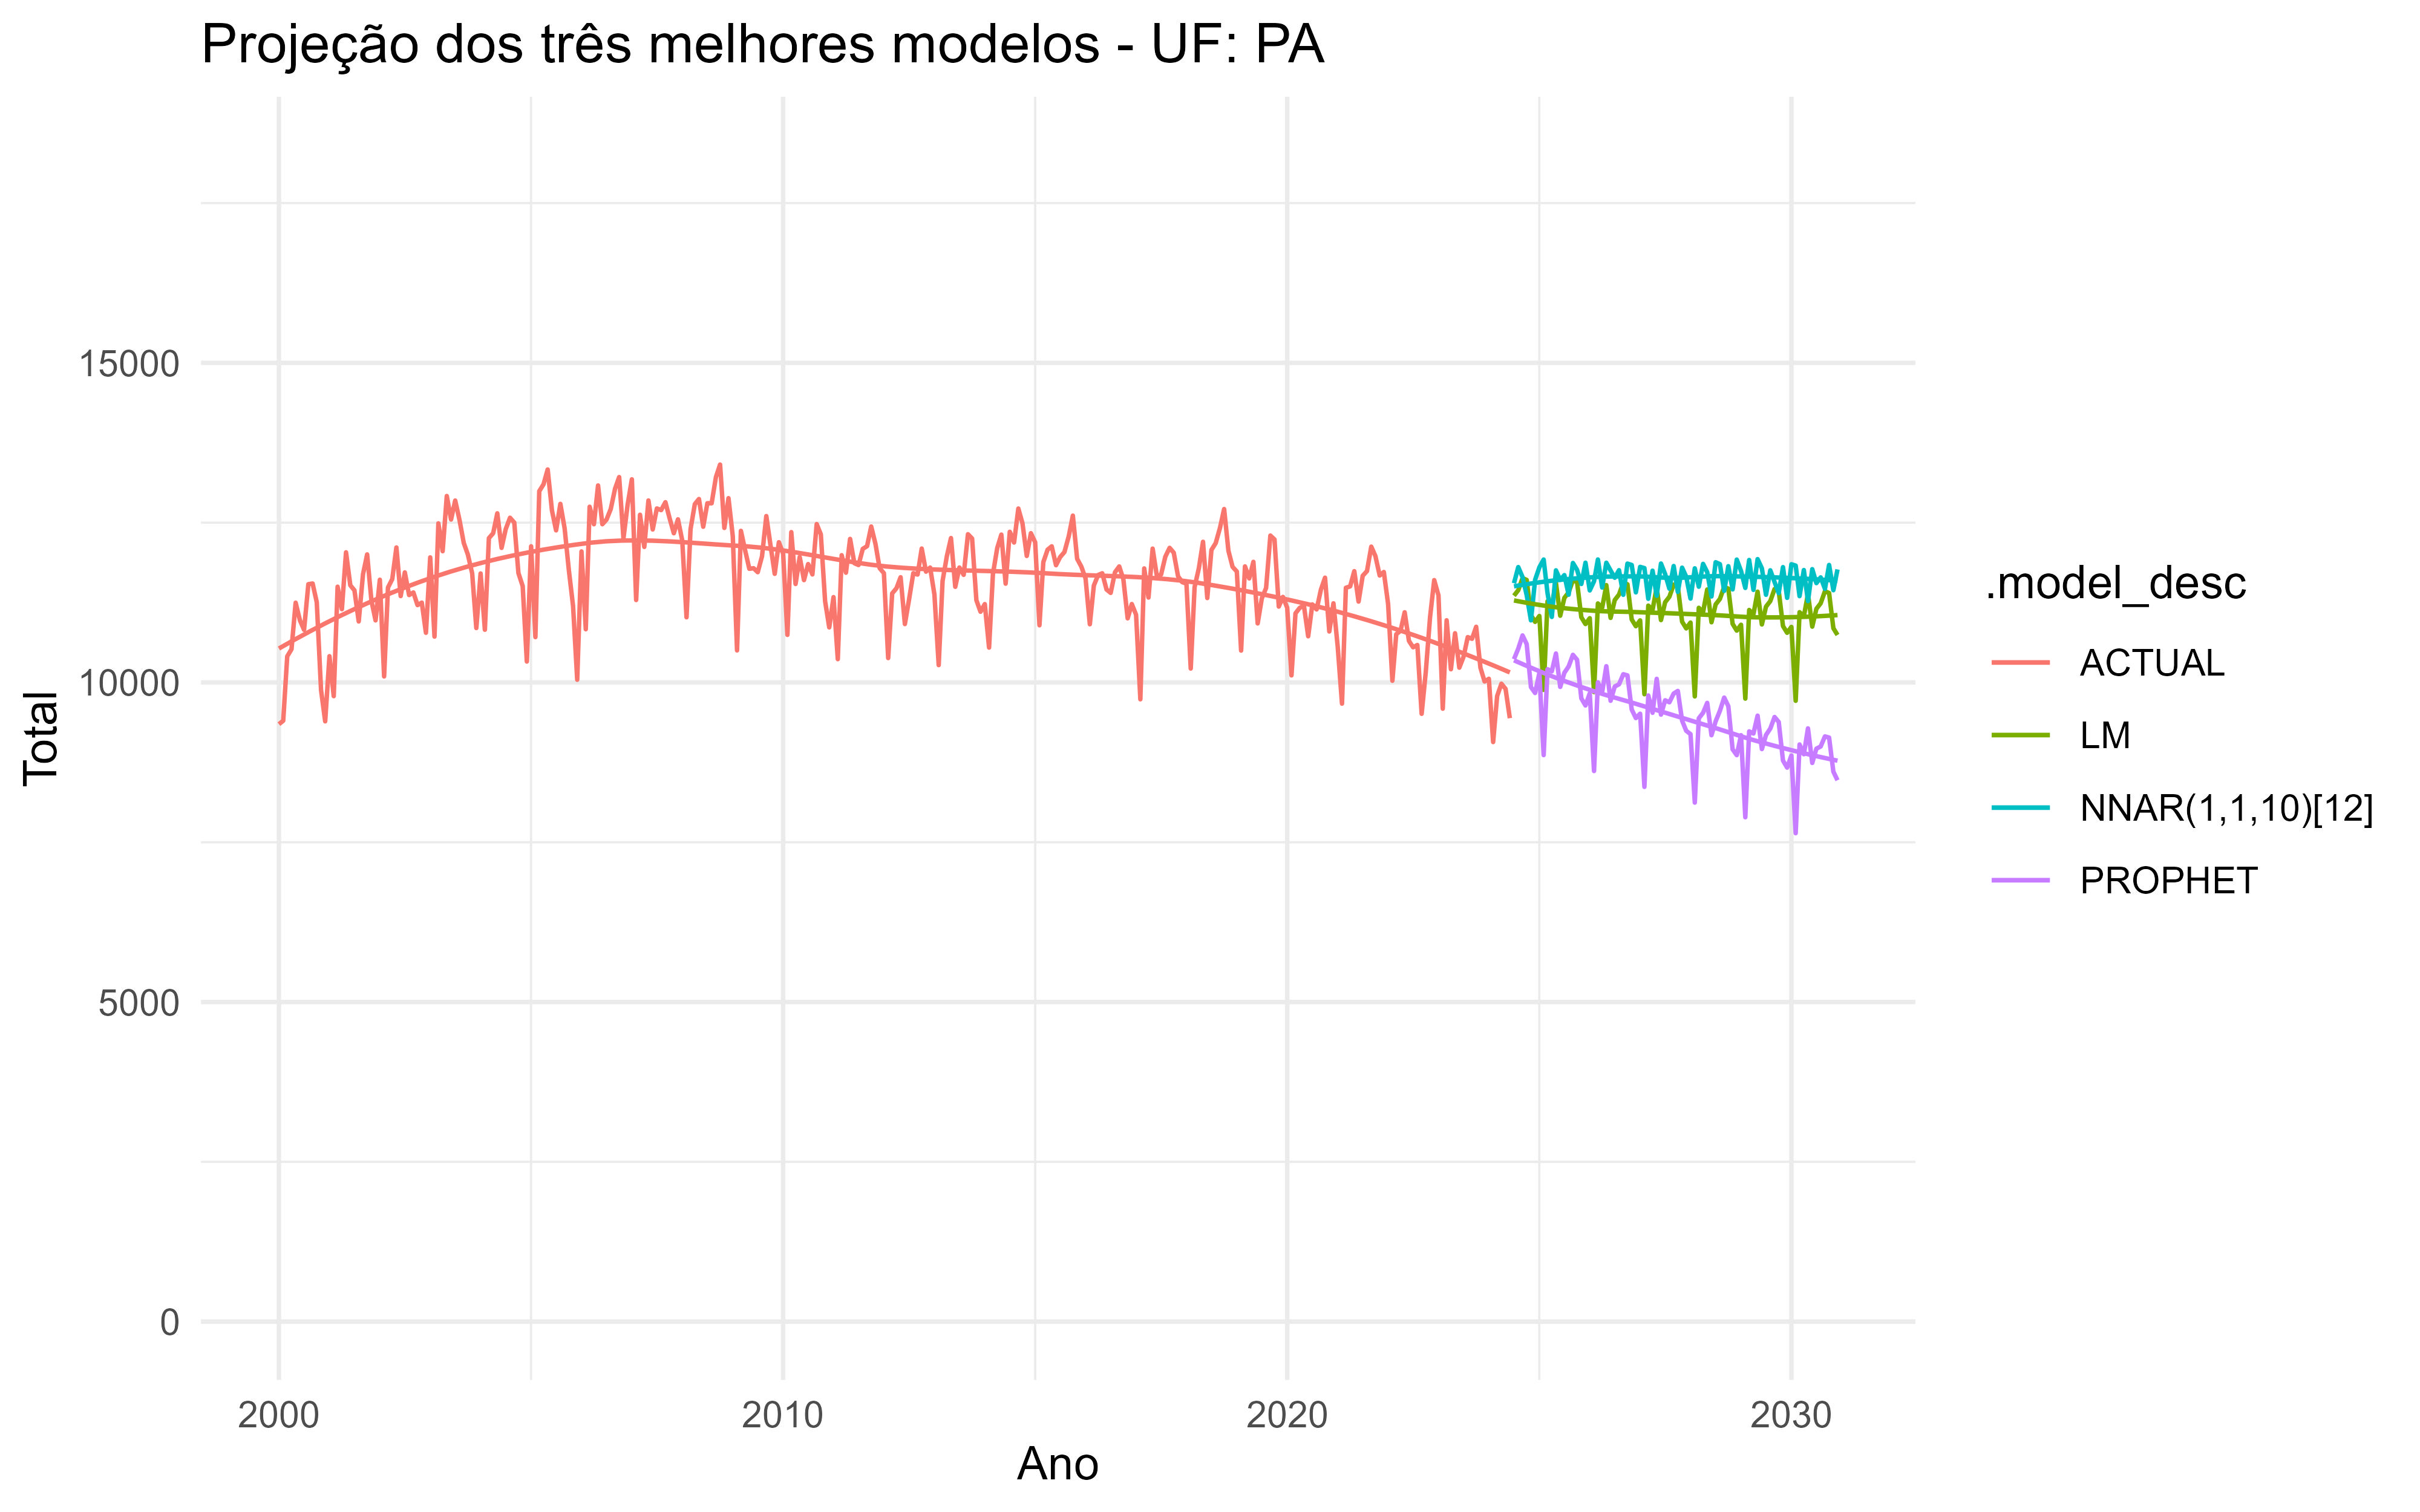 Projeção dos três melhores modelos - UF: PA
Total
15000
10000
5000
0
2000
2010
2020
2030
Ano
.model_desc
ACTUAL
LM
NNAR(1,1,10)[12]
PROPHET